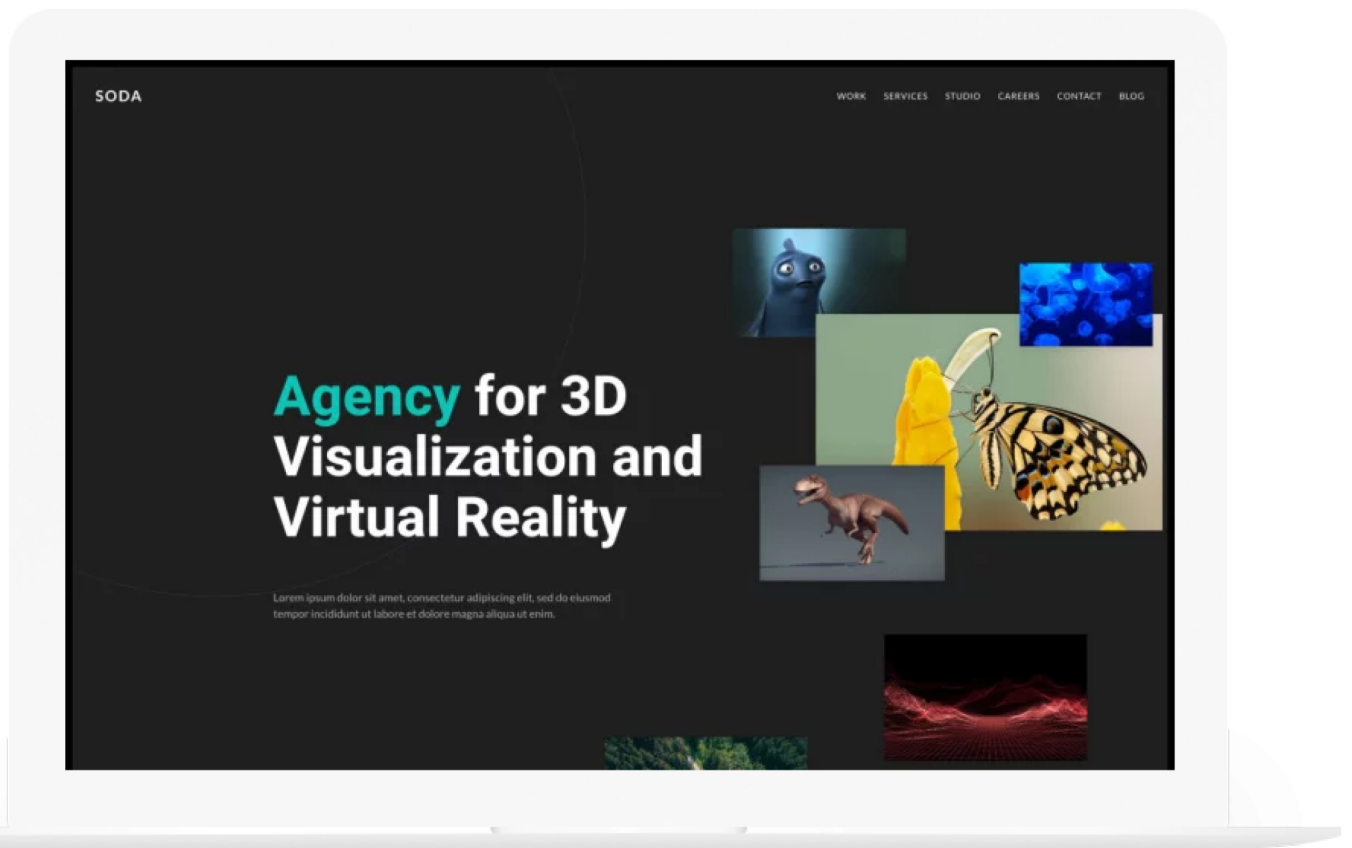 SODA
WORK SERVICES STUDIO CAREERS CONTACT BLOG
Agency for 3D
Visualization and
Virtual Reality
Lorem ipsum dolor sit amet, consectetur adipiscing elit, sed do eiusmod
tempor incididunt ut labore et dolore magna aliqua ut enim.